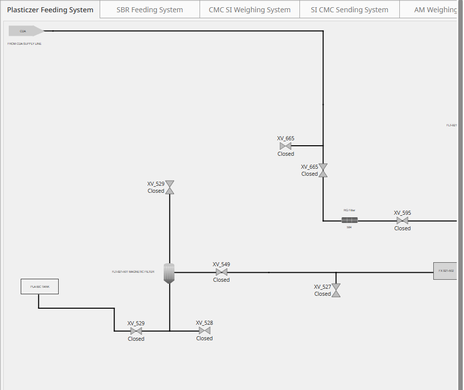 Plasticzer Feeding System
SBR Feeding System
CMC SI Weighing System
SI CMC Sending System
AM Weighing
XV_665
Closed
XV_665
Closed
XV_529
Closed
XV_595
Closed
XV_549
Closed
XV_527
Closed
XV_529
Closed
XV_528
Closed